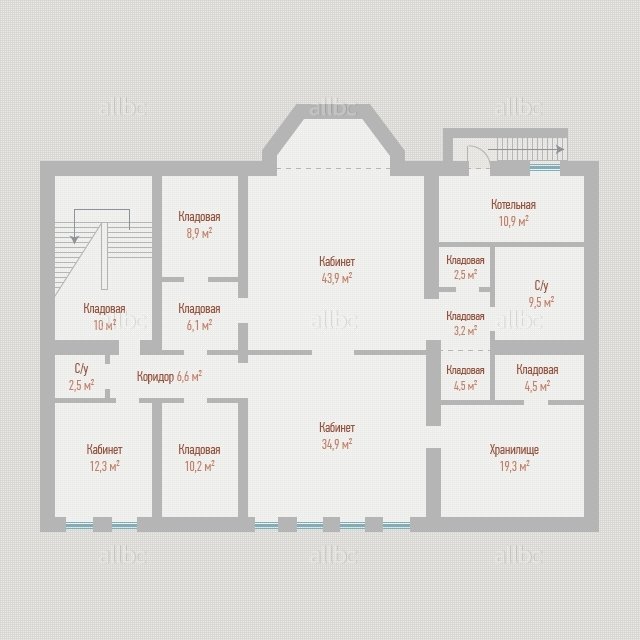 allbc
allbc
allbc
Кладовая
8,9 м²
Котельная
10,9 м²
Кабинет
43,9 м²
Кладовая
2,5 м²
С/у
9,5 м²
Кладовая
10 м²
Кладовая
6,1 м²
Кладовая
3,2 м²
allbc
allbc
allbc
С/у
2,5 м²
Коридор 6,6 м²
Кладовая
4,5 м²
Кладовая
4,5 м²
Кабинет
12,3 м²
Кладовая
10,2 м²
Кабинет
34,9 м²
Хранилище
19,3 м²
allbc
allbc
allbc